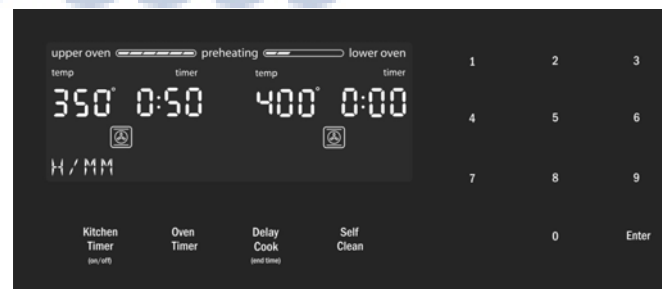 upper oven preheating lower oven
temp timer temp timer
350° 0:50 400° 0:00
H/MM
1 2 3
4 5 6
7 8 9
0 Enter
Kitchen Timer (on/off)
Oven Timer
Delay Cook (end time)
Self Clean